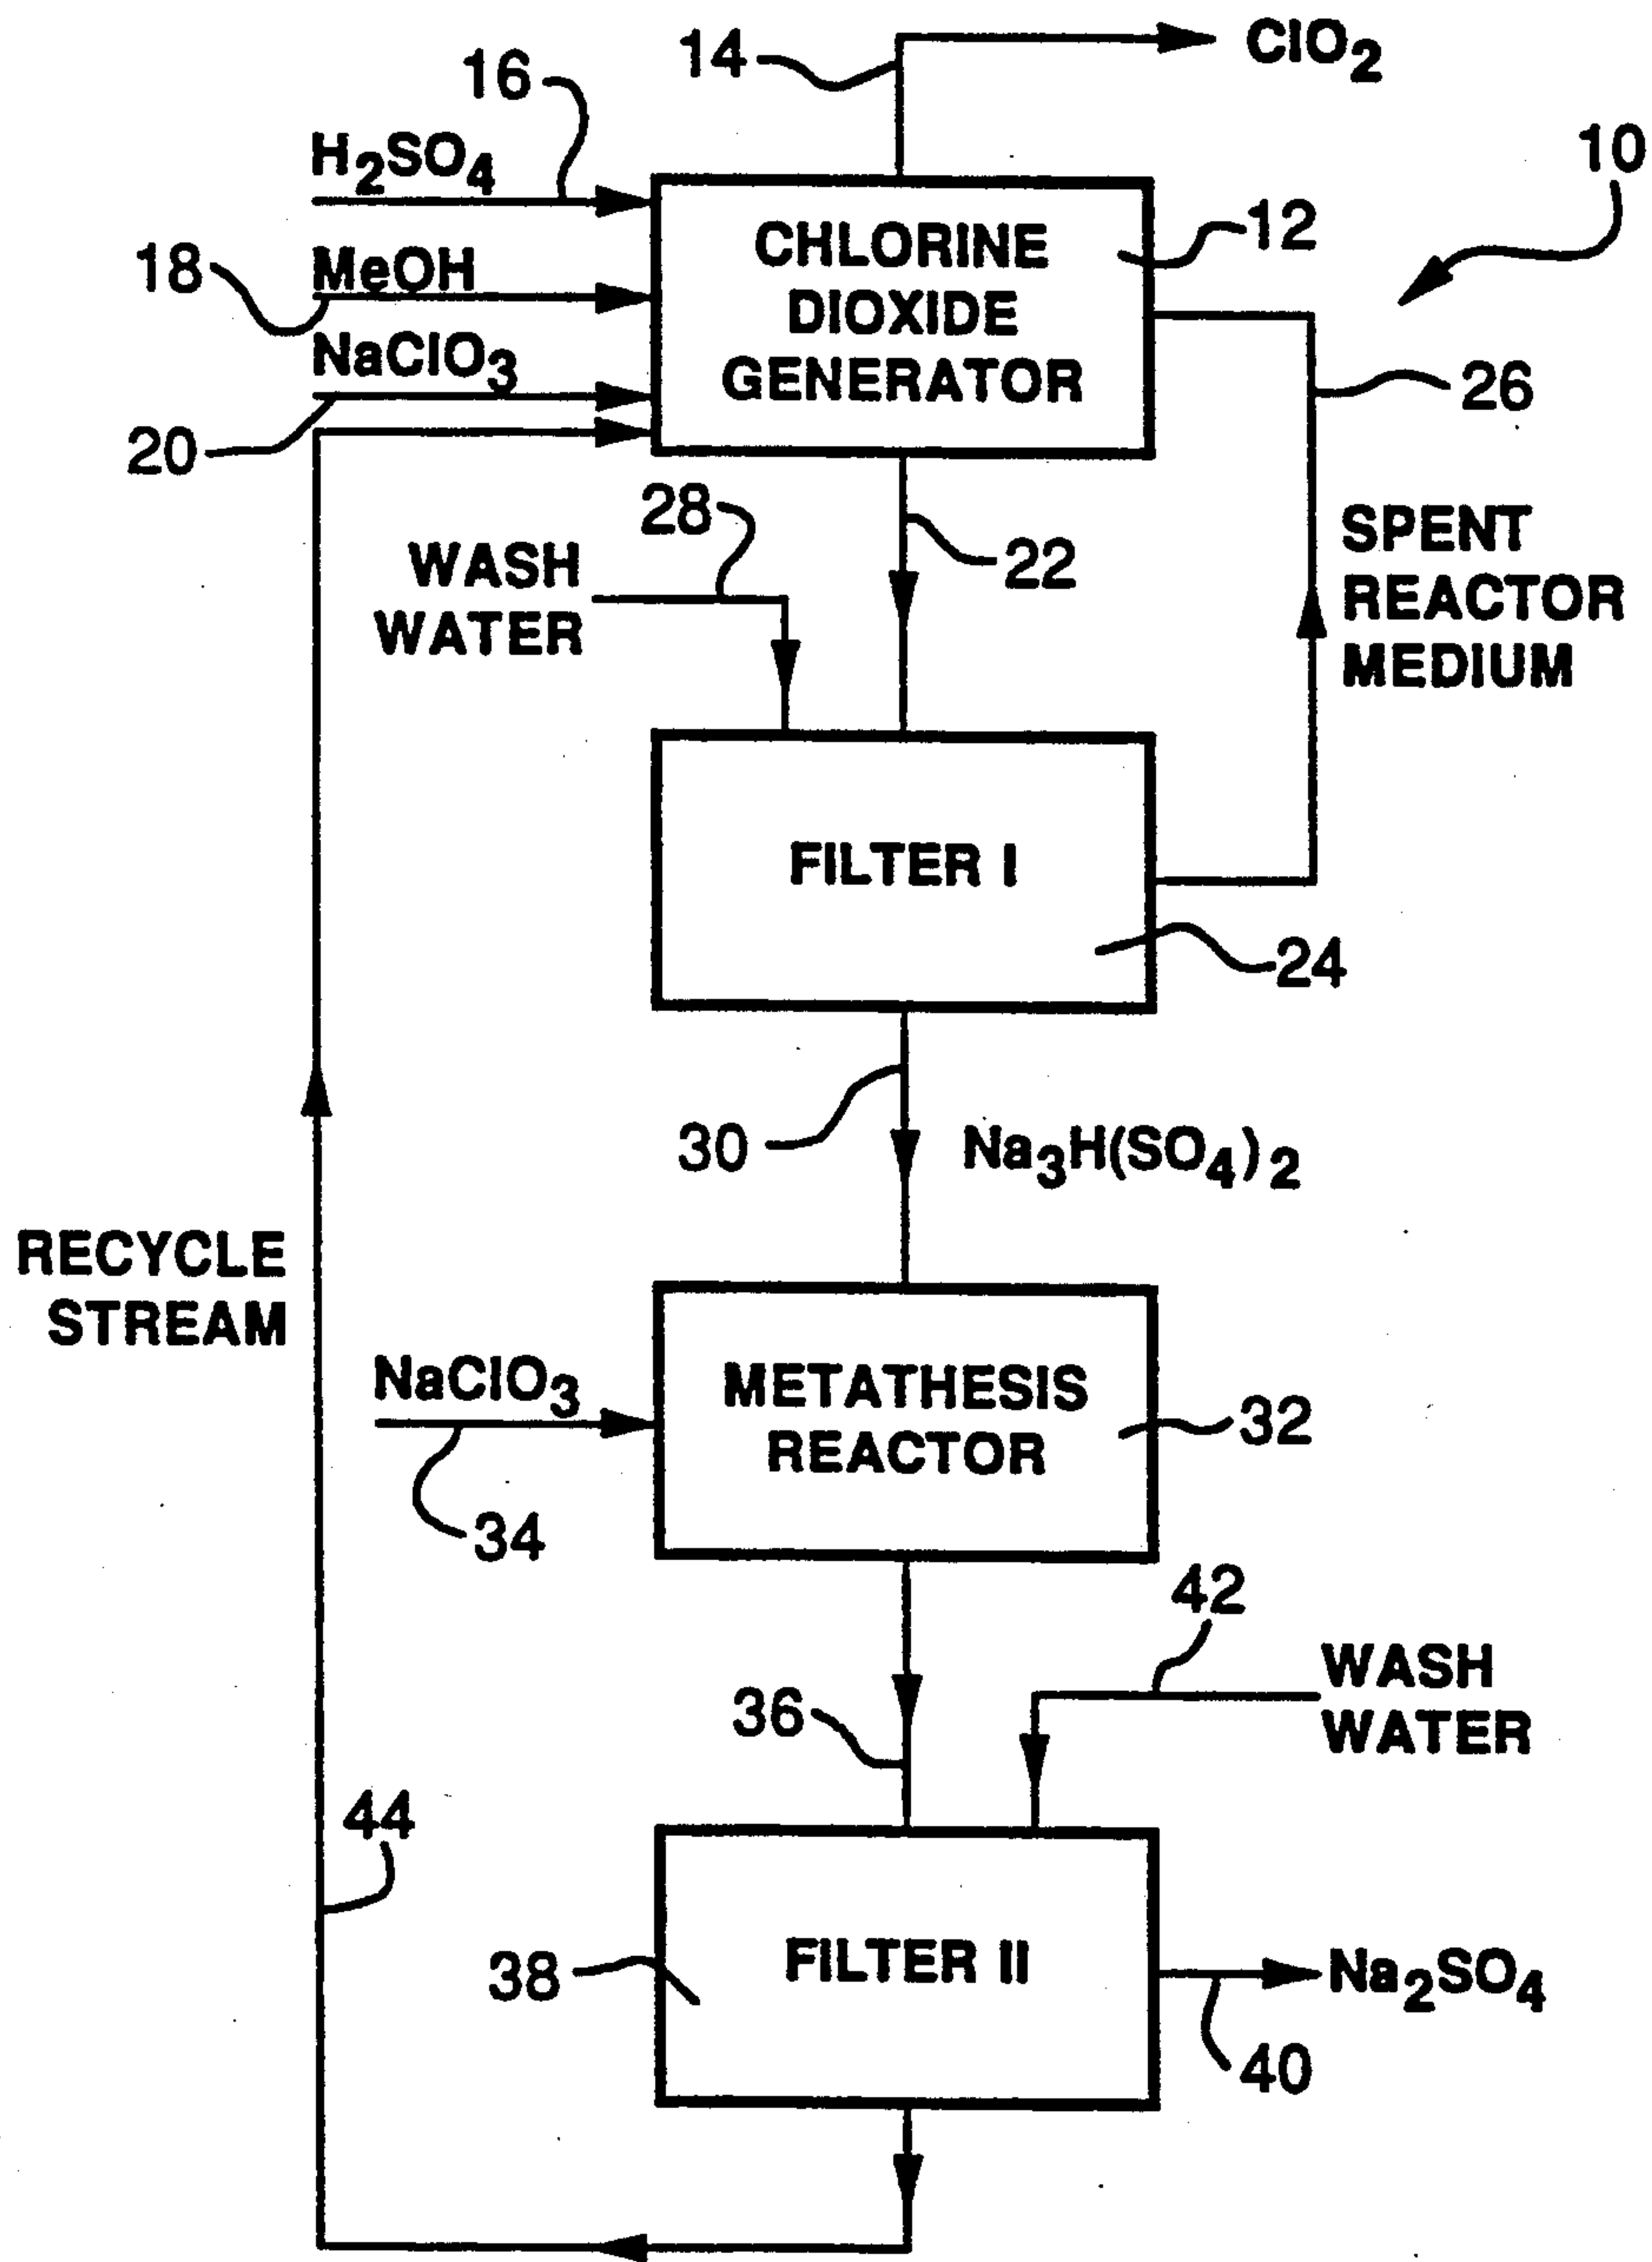 14
ClO2
16
H2SO4
10
CHLORINE
DIOXIDE
GENERATOR
12
18
MeOH
NaClO3
20
26
28
22
WASH
WATER
SPENT
REACTOR
MEDIUM
FILTER I
24
30
Na3H(SO4)2
RECYCLE
STREAM
NaClO3
METATHESIS
REACTOR
32
34
42
WASH
WATER
36
44
FILTER II
38
Na2SO4
40